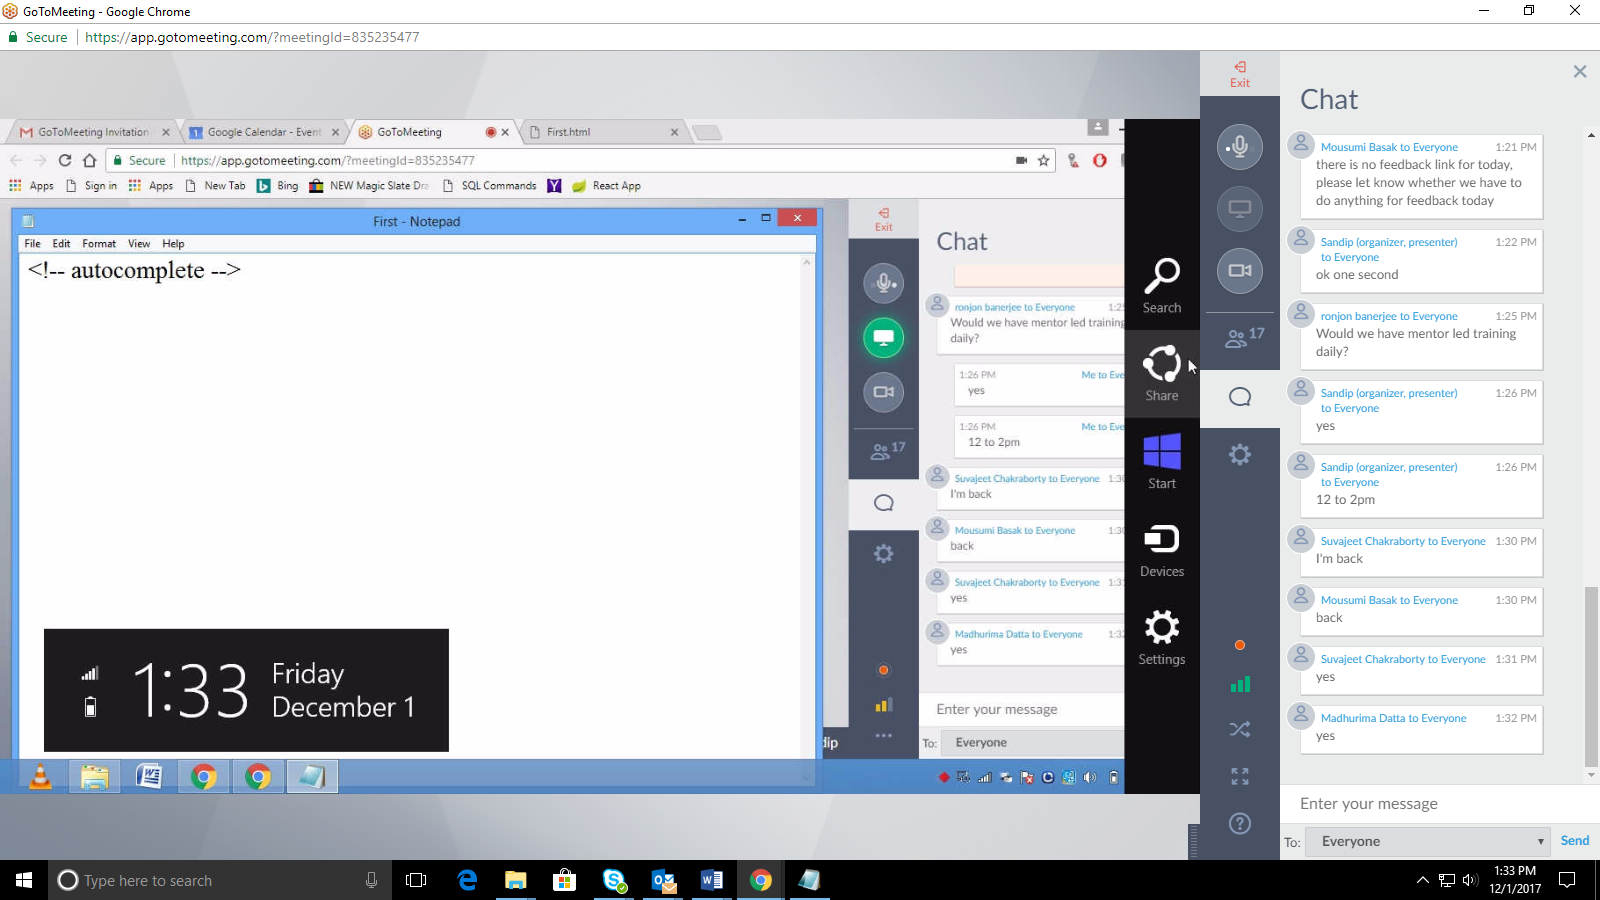 GoToMeeting - Google Chrome
Secure
https://app.gotomeeting.com/?meetingId=835235477
GoToMeeting Invitation
Google Calendar - Event
GoToMeeting
First.html
Secure
https://app.gotomeeting.com/?meetingId=835235477
Apps
Sign in
Apps
New Tab
Bing
NEW Magic Slate Dra
SQL Commands
React App
First - Notepad
File Edit Format View Help
<!-- autocomplete -->
1:33
Friday
December 1
Exit
17
Chat
ronjon banerjee to Everyone
Would we have mentor led training
daily?
1:26 PM
Me to Eve
yes
1:26 PM
Me to Eve
12 to 2pm
Suvajeet Chakraborty to Everyone
I'm back
Mousumi Basak to Everyone
back
Suvajeet Chakraborty to Everyone
yes
Madhurima Datta to Everyone
yes
Enter your message
To: Everyone
Search
Share
Start
Devices
Settings
Exit
17
Chat
Mousumi Basak to Everyone 1:21 PM
there is no feedback link for today,
please let know whether we have to
do anything for feedback today
Sandip (organizer, presenter) 1:22 PM
to Everyone
ok one second
ronjon banerjee to Everyone 1:25 PM
Would we have mentor led training
daily?
Sandip (organizer, presenter) 1:26 PM
to Everyone
yes
Sandip (organizer, presenter) 1:26 PM
to Everyone
12 to 2pm
Suvajeet Chakraborty to Everyone 1:30 PM
I'm back
Mousumi Basak to Everyone 1:30 PM
back
Suvajeet Chakraborty to Everyone 1:31 PM
yes
Madhurima Datta to Everyone 1:32 PM
yes
Enter your message
To: Everyone
Send
Type here to search
1:33 PM
12/1/2017